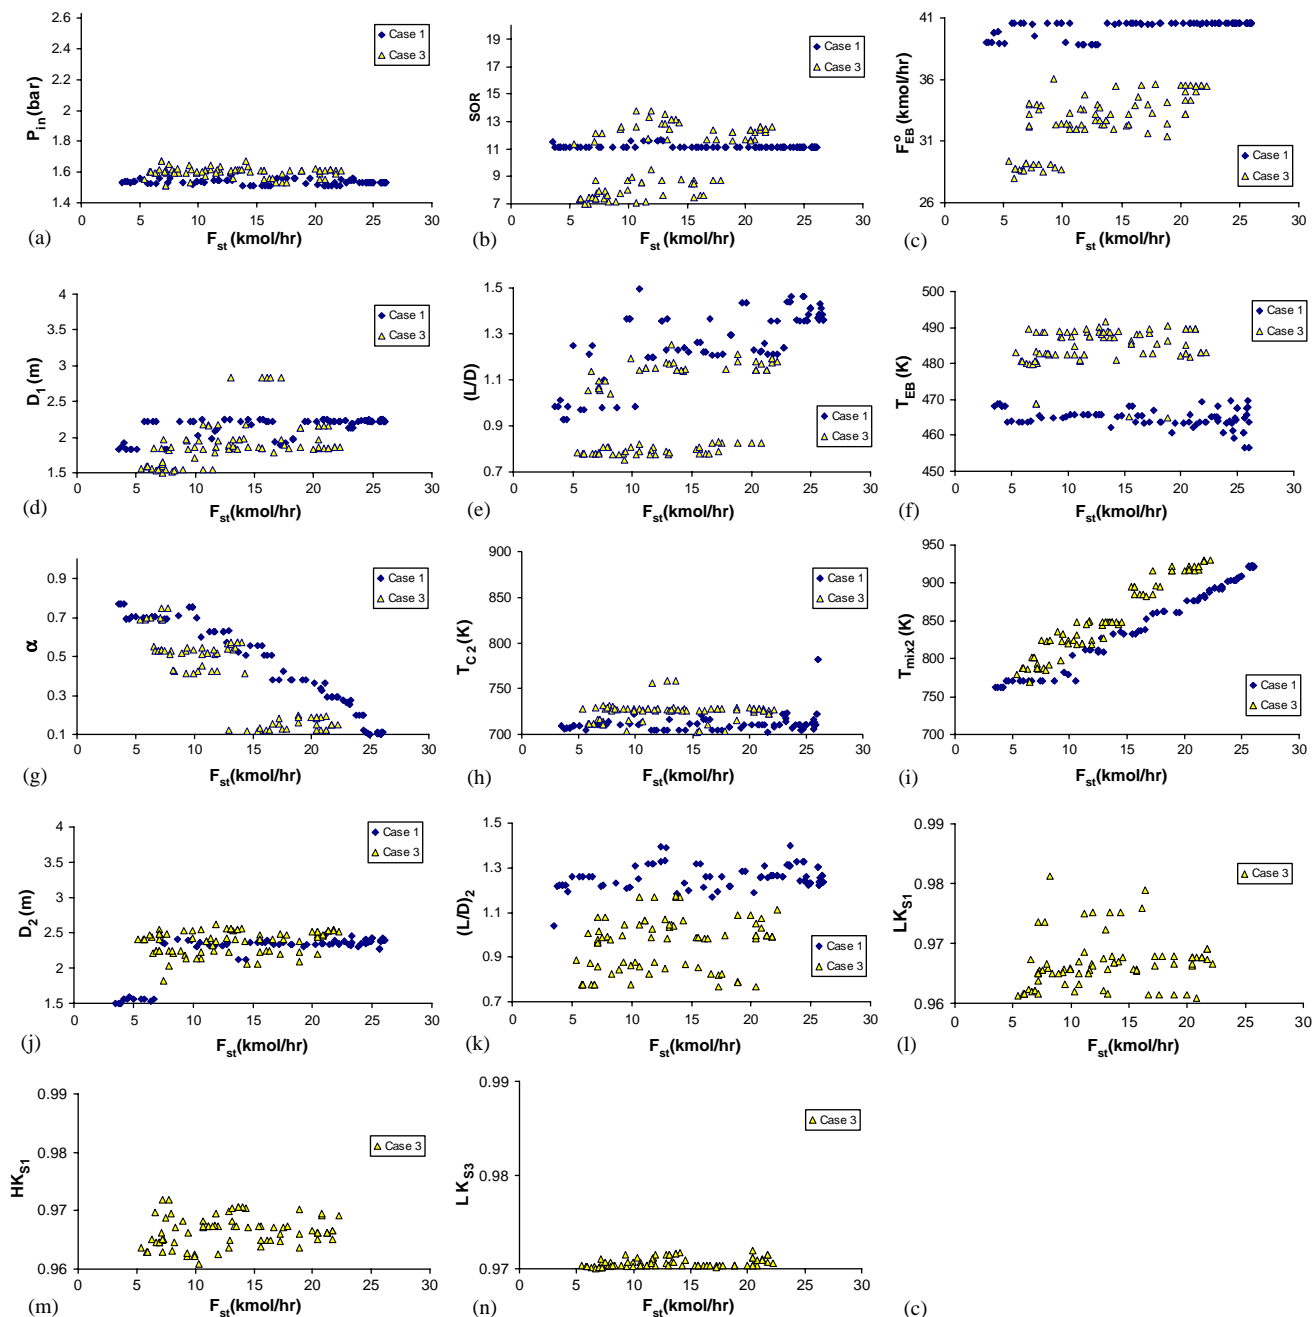 2.6
2.4
2.2
2
1.8
1.6
1.4
0 5 10 15 20 25 30
P_in (bar)
F_st (kmol/hr)
Case 1
Case 3
(a)
19
17
15
13
11
9
7
0 5 10 15 20 25 30
SOR
F_st (kmol/hr)
Case 1
Case 3
(b)
41
36
31
26
0 5 10 15 20 25 30
F°_EB (kmol/hr)
F_st (kmol/hr)
Case 1
Case 3
(c)
4
3.5
3
2.5
2
1.5
0 5 10 15 20 25 30
D_1 (m)
F_st(kmol/hr)
Case 1
Case 3
(d)
1.5
1.3
1.1
0.9
0.7
0 5 10 15 20 25 30
(L/D)
F_st(kmol/hr)
Case 1
Case 3
(e)
500
490
480
470
460
450
0 5 10 15 20 25 30
T_EB (K)
F_st(kmol/hr)
Case 1
Case 3
(f)
0.9
0.7
0.5
0.3
0.1
0 5 10 15 20 25 30
α
F_st(kmol/hr)
Case 1
Case 3
(g)
900
850
800
750
700
0 5 10 15 20 25 30
T_C2 (K)
F_st(kmol/hr)
Case 1
Case 3
(h)
950
900
850
800
750
700
0 5 10 15 20 25 30
T_mix2 (K)
F_st(kmol/hr)
Case 1
Case 3
(i)
4
3.5
3
2.5
2
1.5
0 5 10 15 20 25 30
D_2 (m)
F_st(kmol/hr)
Case 1
Case 3
(j)
1.5
1.3
1.1
0.9
0.7
0 5 10 15 20 25 30
(L/D)_2
F_st(kmol/hr)
Case 1
Case 3
(k)
0.99
0.98
0.97
0.96
0 5 10 15 20 25 30
LK_S1
F_st(kmol/hr)
Case 3
(l)
0.99
0.98
0.97
0.96
0 5 10 15 20 25 30
HK_S1
F_st(kmol/hr)
Case 3
(m)
0.99
0.98
0.97
0 5 10 15 20 25 30
LK_S3
F_st(kmol/hr)
Case 3
(n)
(c)